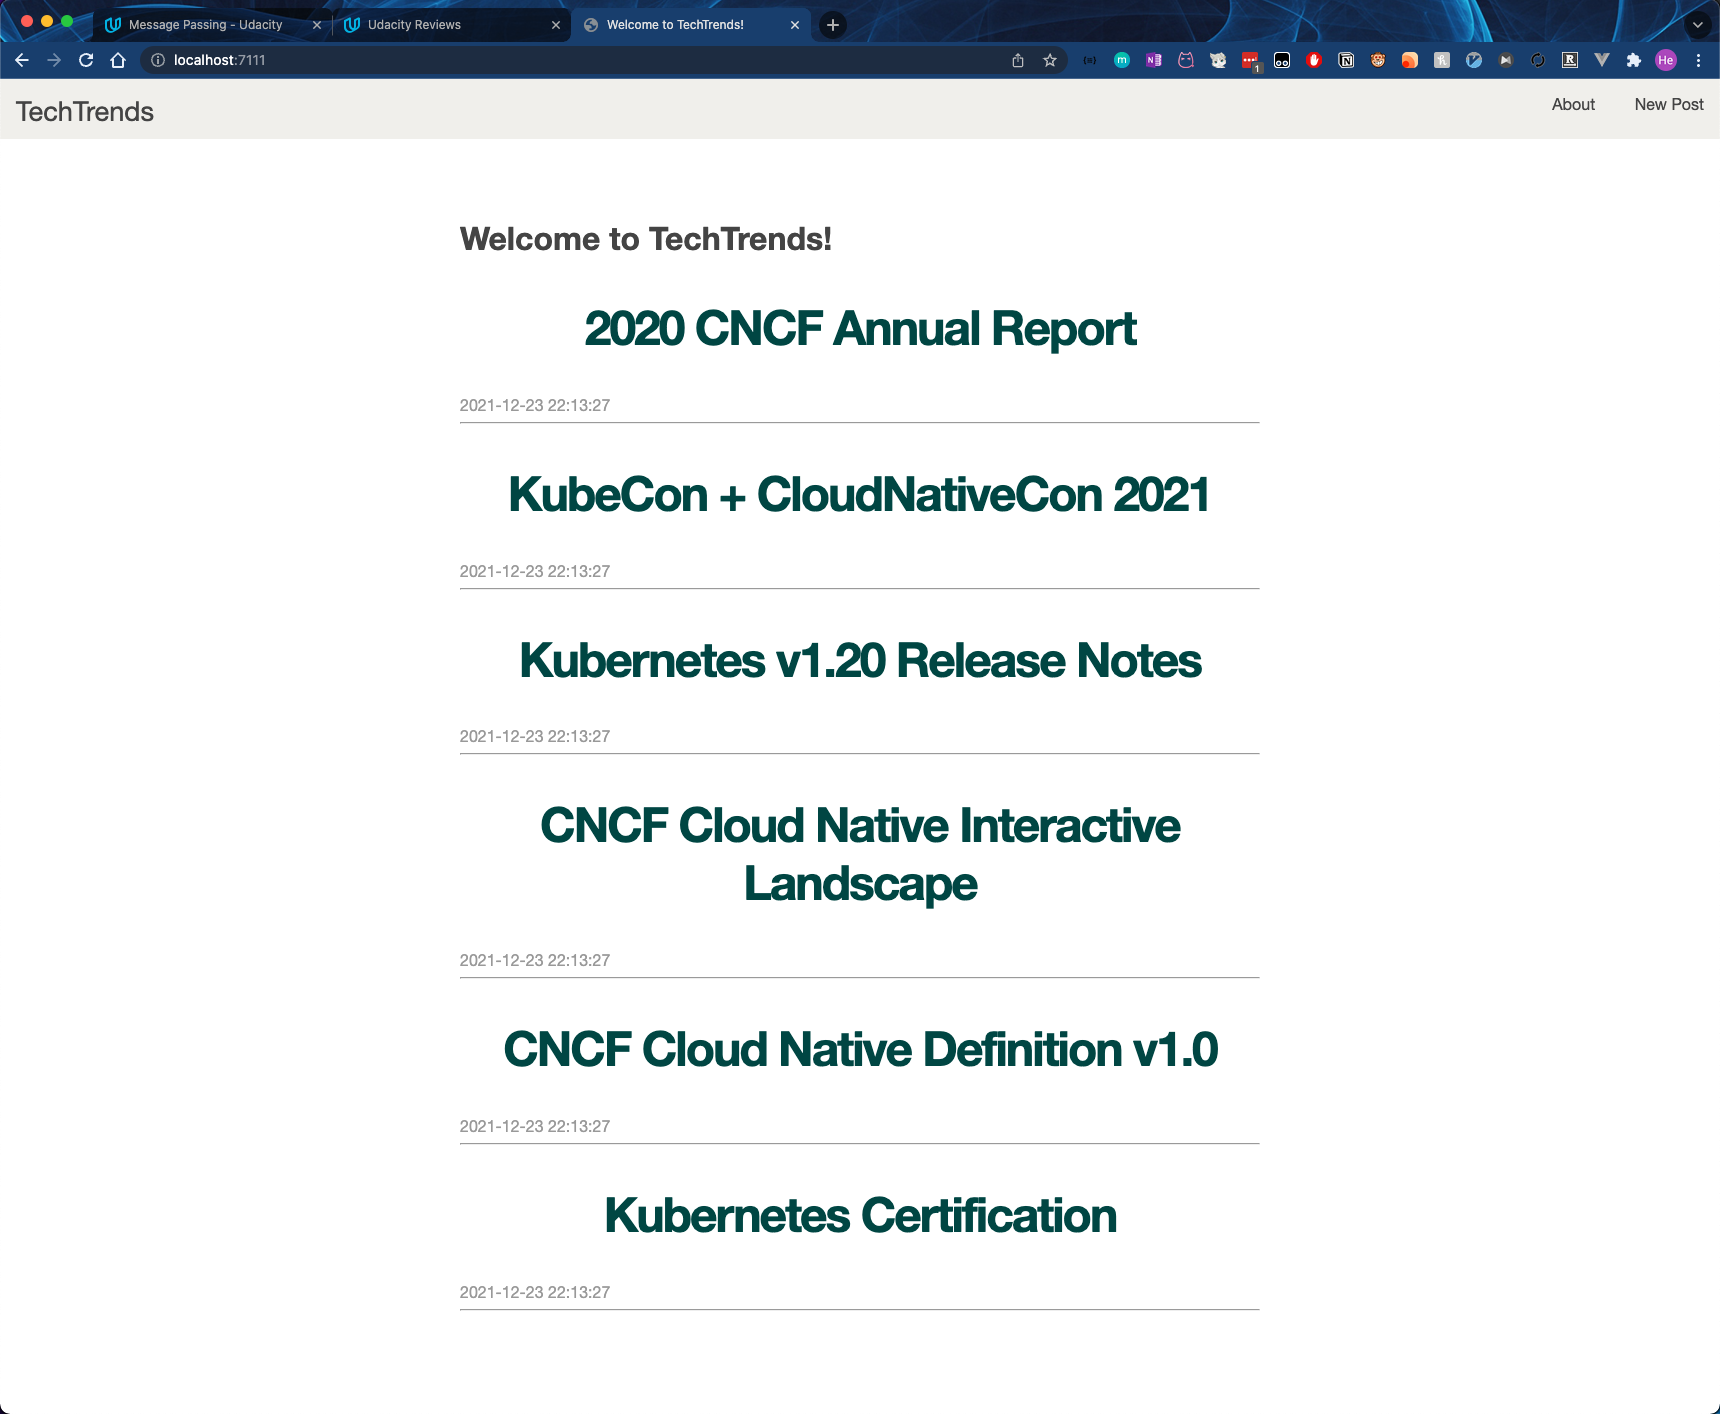 Message Passing - Udacity
Udacity Reviews
Welcome to TechTrends!
localhost:7111
1
He
TechTrends
About
New Post
Welcome to TechTrends!
2020 CNCF Annual Report
2021-12-23 22:13:27
KubeCon + CloudNativeCon 2021
2021-12-23 22:13:27
Kubernetes v1.20 Release Notes
2021-12-23 22:13:27
CNCF Cloud Native Interactive
Landscape
2021-12-23 22:13:27
CNCF Cloud Native Definition v1.0
2021-12-23 22:13:27
Kubernetes Certification
2021-12-23 22:13:27